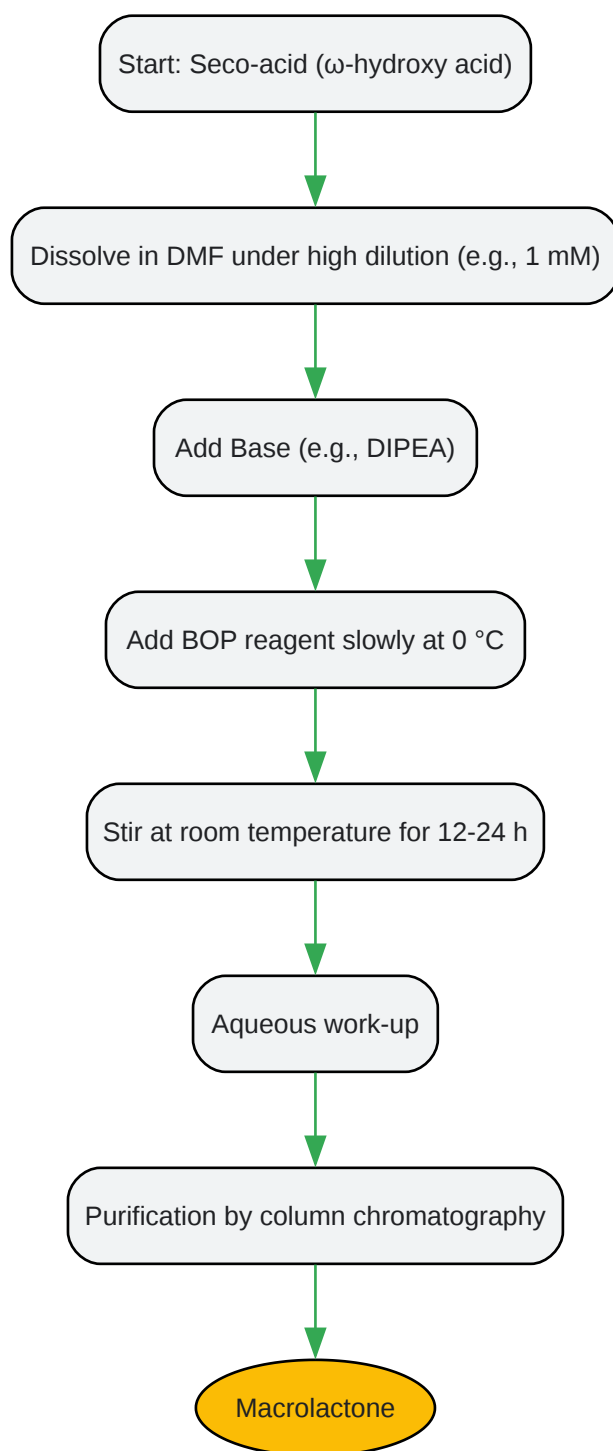 Start: Seco-acid (ω-hydroxy acid)
Dissolve in DMF under high dilution (e.g., 1 mM)
Add Base (e.g., DIPEA)
Add BOP reagent slowly at 0 °C
Stir at room temperature for 12-24 h
Aqueous work-up
Purification by column chromatography
Macrolactone